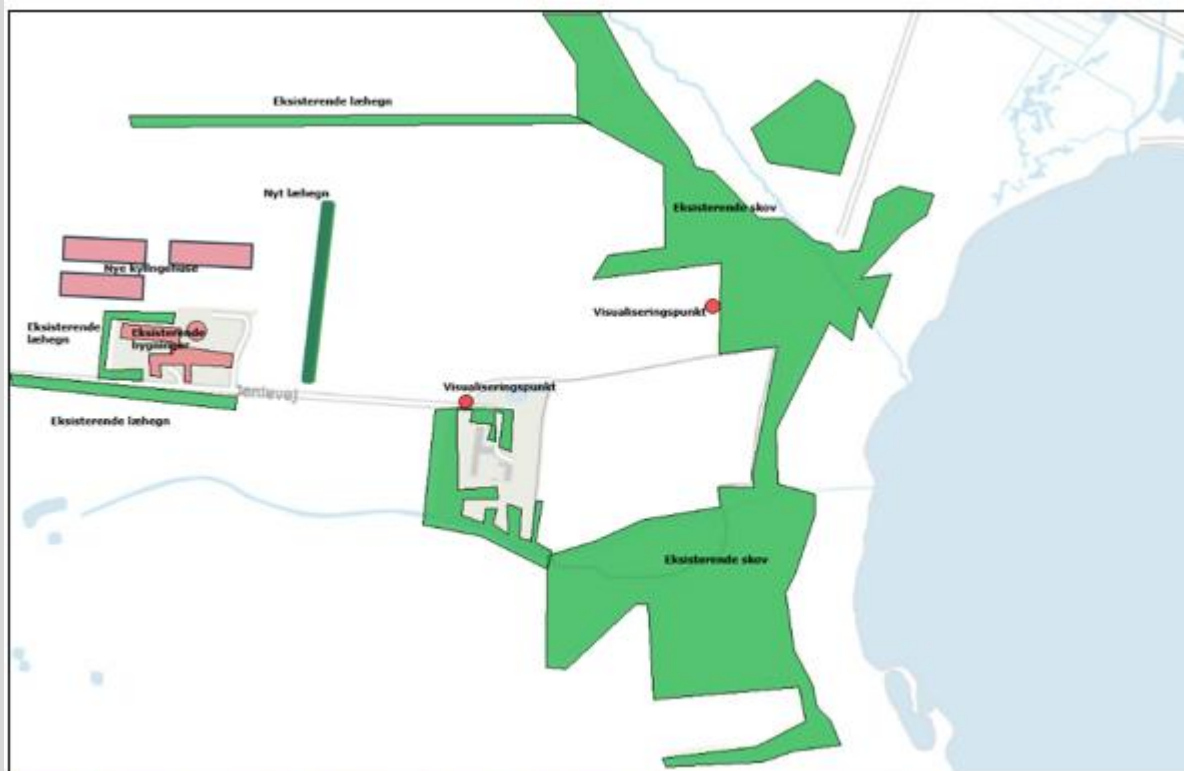 Eksisterende læhegn
Nyt læhegn
Eksisterende skov
Nye kyllingehuse
Visualiseringspunkt
Eksisterende
læhegn
Eksisterende
bygninger
Visualiseringspunkt
Eksisterende læhegn
Eksisterende skov